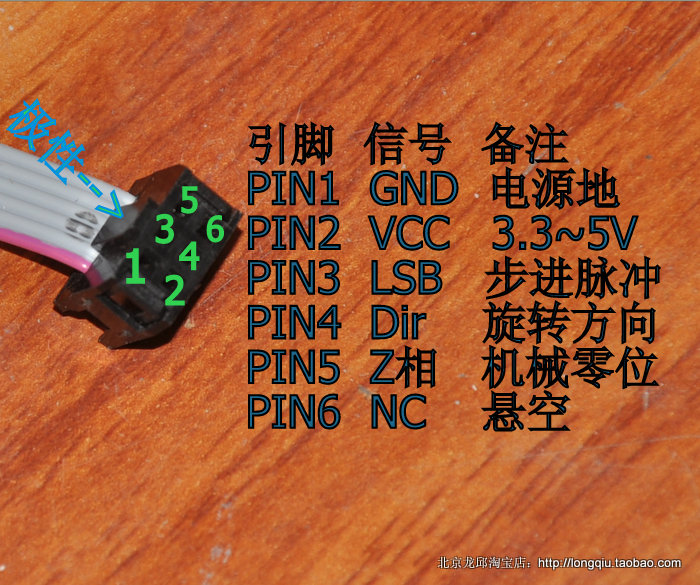 极性-->
5
3
6
4
1
2
引脚 信号 备注
PIN1 GND 电源地
PIN2 VCC 3.3~5V
PIN3 LSB 步进脉冲
PIN4 Dir 旋转方向
PIN5 Z相 机械零位
PIN6 NC 悬空
北京龙邱淘宝店：http://longqiu.taobao.com